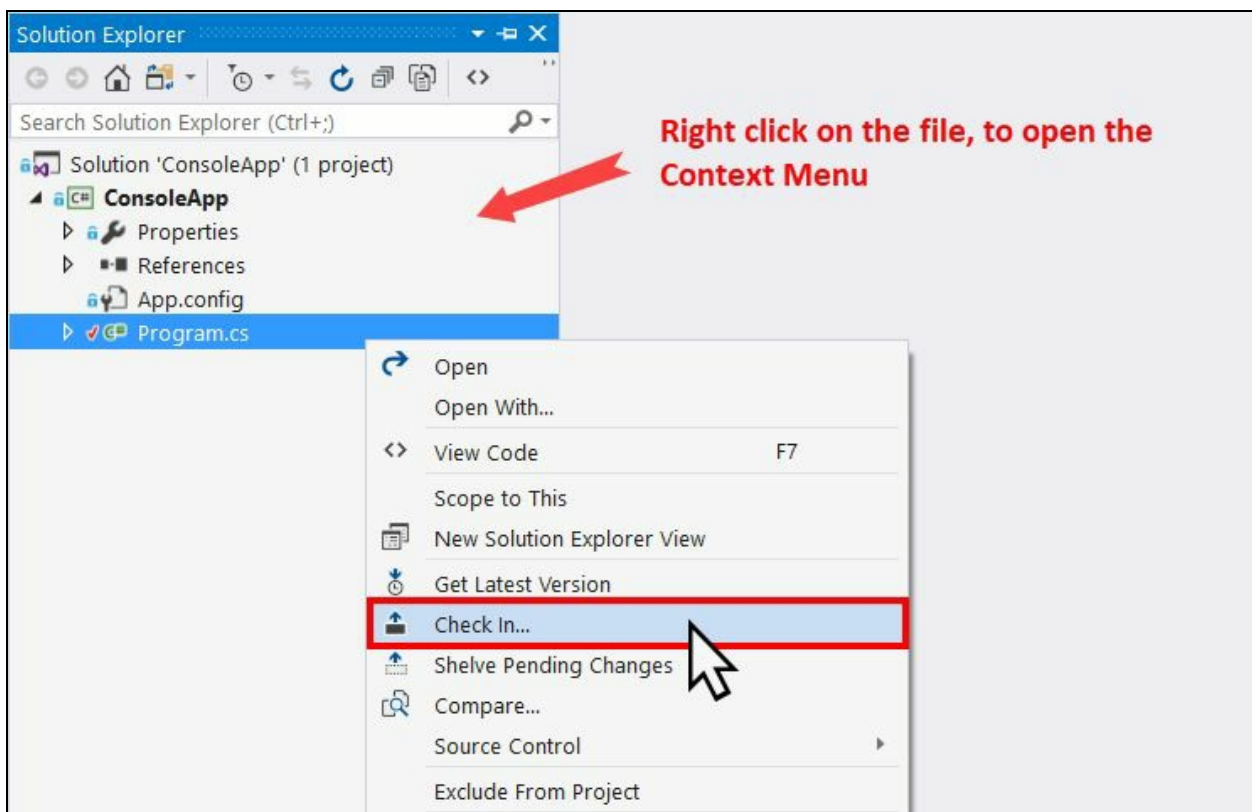 Solution Explorer
Search Solution Explorer (Ctrl+;)
Right click on the file, to open the
Context Menu
Solution 'ConsoleApp' (1 project)
C# ConsoleApp
Properties
References
App.config
C# Program.cs
Open
Open With...
View Code F7
Scope to This
New Solution Explorer View
Get Latest Version
Check In...
Shelve Pending Changes
Compare...
Source Control
Exclude From Project